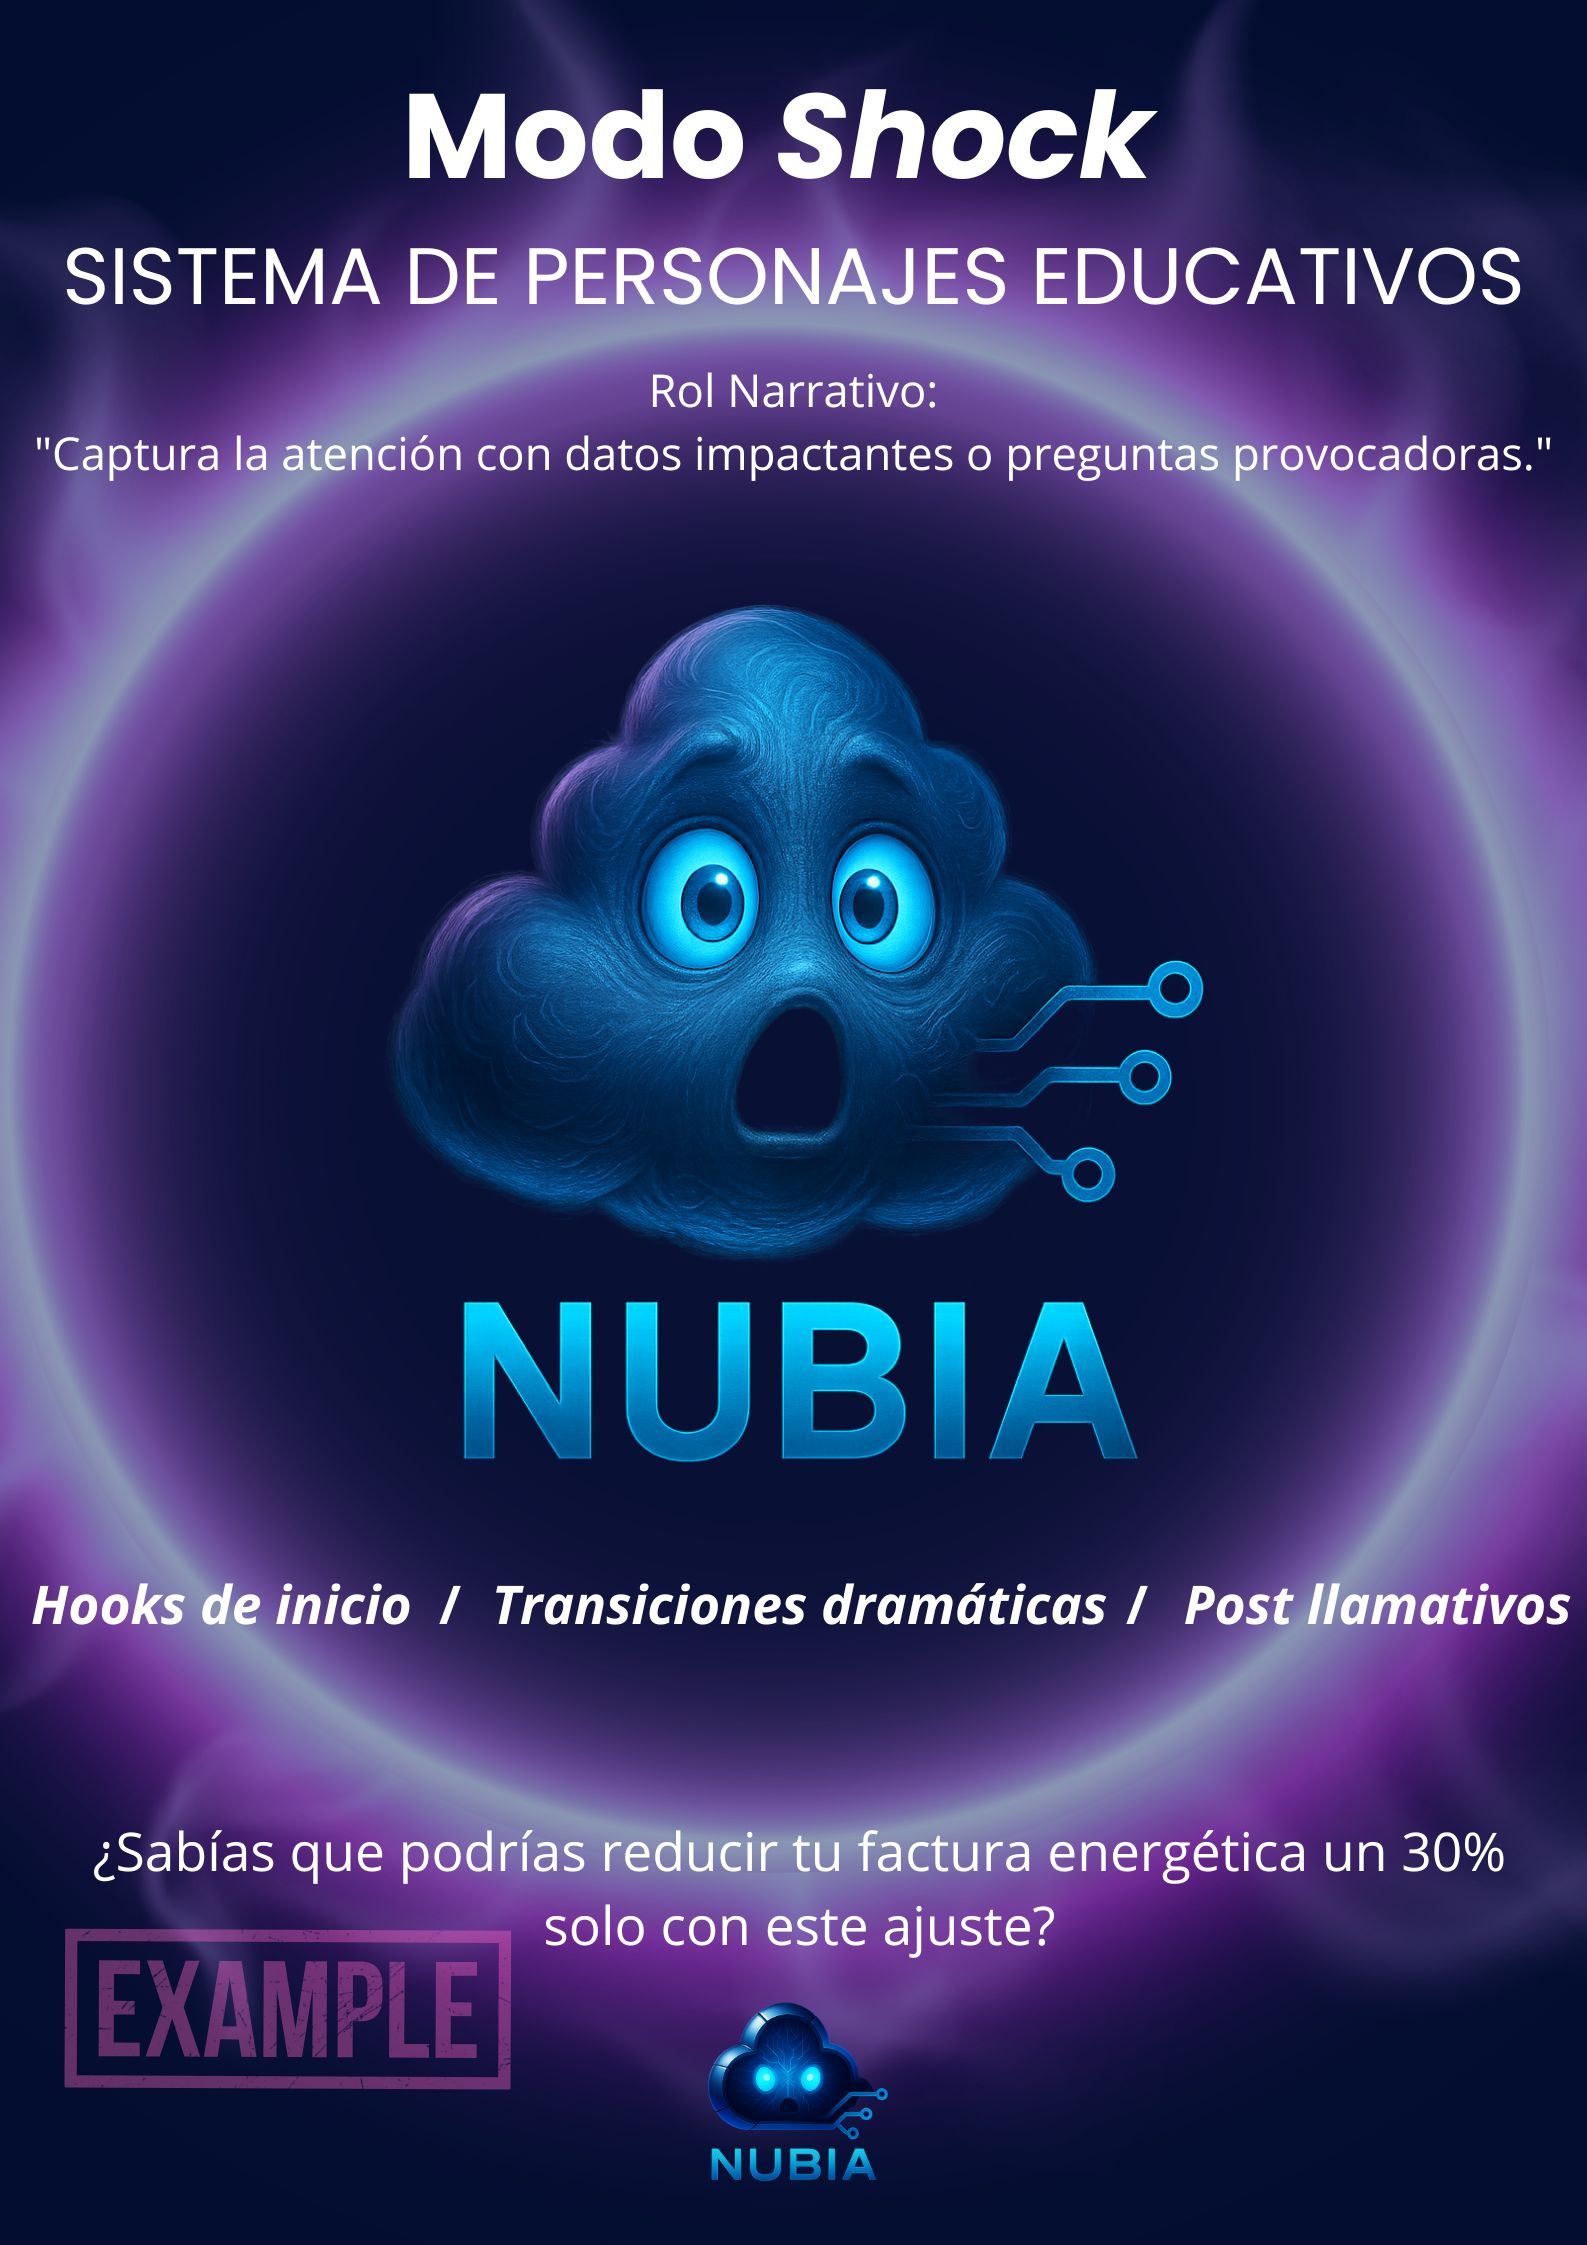 Modo Shock
SISTEMA DE PERSONAJES EDUCATIVOS
Rol Narrativo:
"Captura la atención con datos impactantes o preguntas provocadoras."
NUBIA
Hooks de inicio / Transiciones dramáticas / Post llamativos
¿Sabías que podrías reducir tu factura energética un 30%
solo con este ajuste?
EXAMPLE
NUBIA